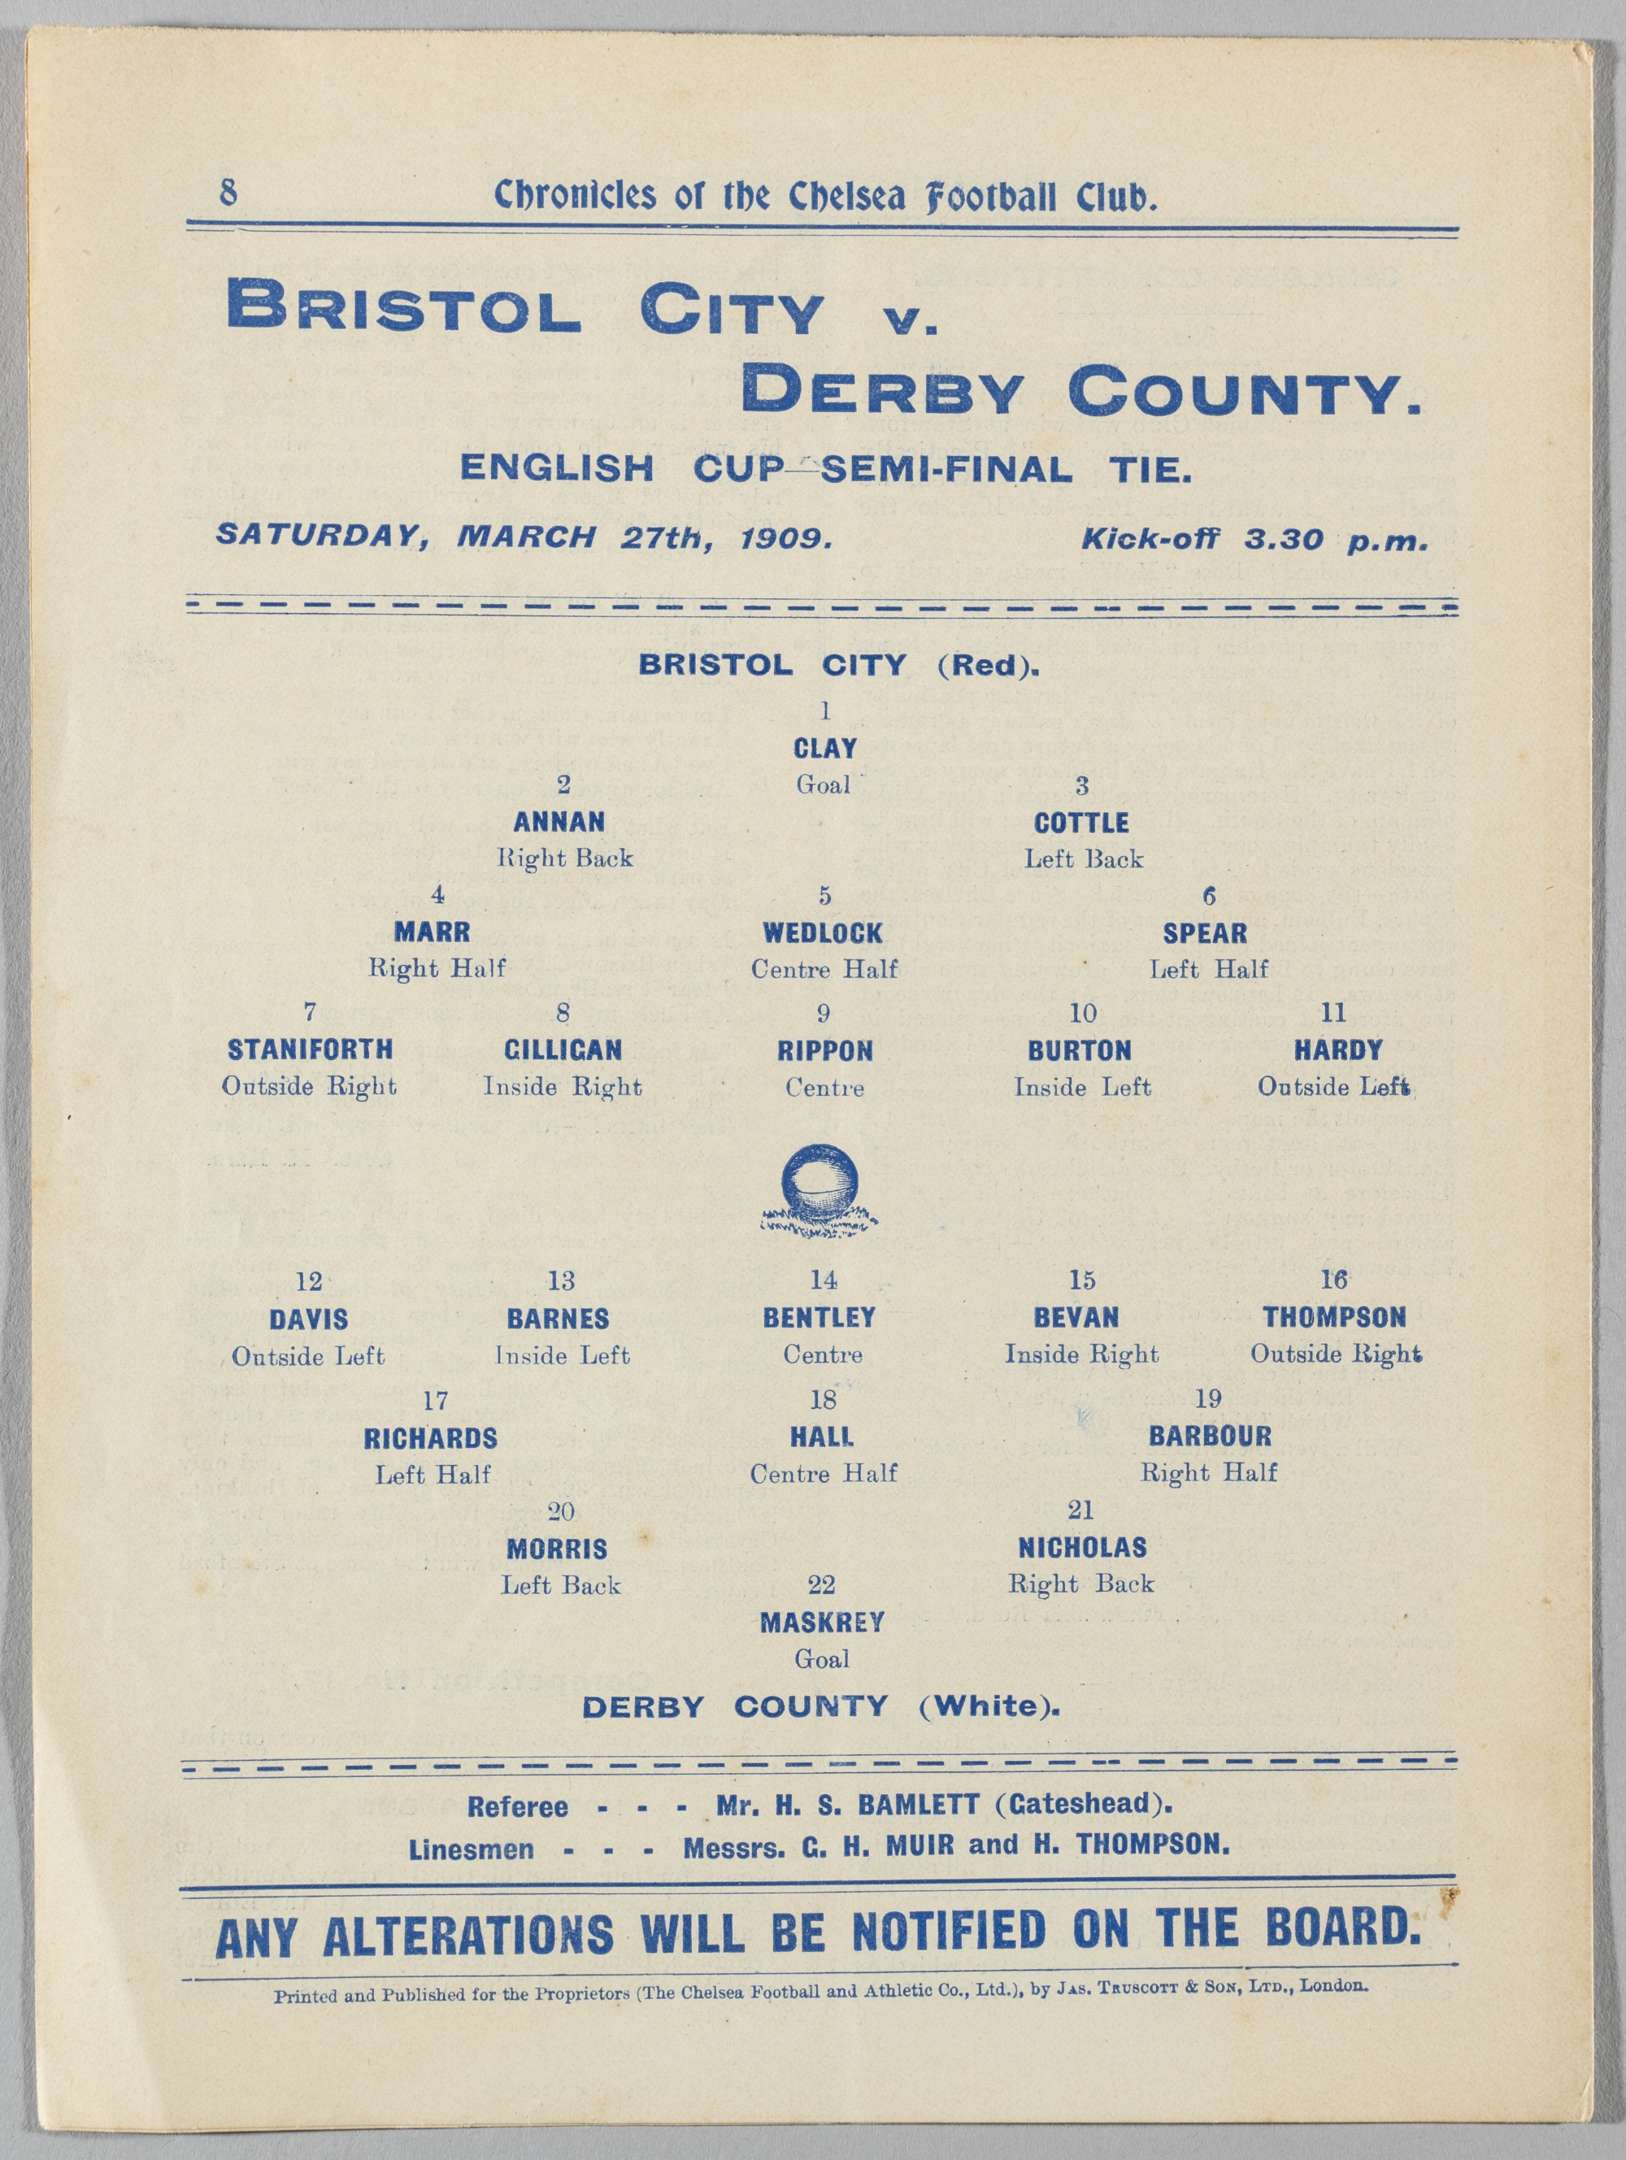 8 Chronicles of the Chelsea Football Club.
BRISTOL CITY v.
DERBY COUNTY.
ENGLISH CUP—SEMI-FINAL TIE.
SATURDAY, MARCH 27th, 1909. Kick-off 3.30 p.m.
BRISTOL CITY (Red).
1
CLAY
Goal
2 3
ANNAN COTTLE
Right Back Left Back
4 5 6
MARR WEDLOCK SPEAR
Right Half Centre Half Left Half
7 8 9 10 11
STANIFORTH GILLIGAN RIPPON BURTON HARDY
Outside Right Inside Right Centre Inside Left Outside Left
12 13 14 15 16
DAVIS BARNES BENTLEY BEVAN THOMPSON
Outside Left Inside Left Centre Inside Right Outside Right
17 18 19
RICHARDS HALL BARBOUR
Left Half Centre Half Right Half
20 21
MORRIS NICHOLAS
Left Back Right Back
22
MASKREY
Goal
DERBY COUNTY (White).
Referee - - - Mr. H. S. BAMLETT (Gateshead).
Linesmen - - - Messrs. G. H. MUIR and H. THOMPSON.
ANY ALTERATIONS WILL BE NOTIFIED ON THE BOARD.
Printed and Published for the Proprietors (The Chelsea Football and Athletic Co., Ltd.), by JAS. TRUSCOTT & SON, LTD., London.